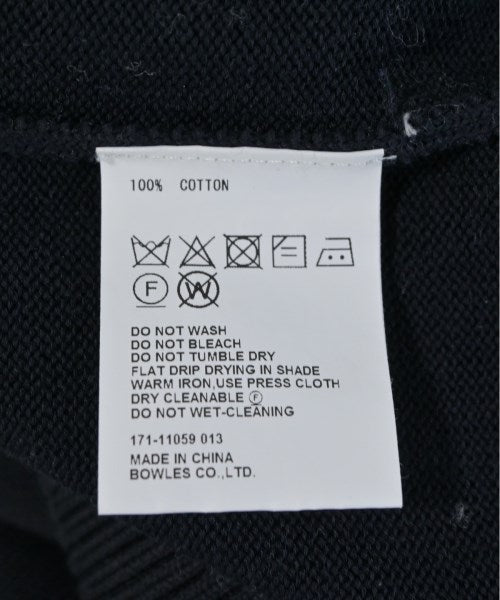 100% COTTON
F W
DO NOT WASH
DO NOT BLEACH
DO NOT TUMBLE DRY
FLAT DRIP DRYING IN SHADE
WARM IRON,USE PRESS CLOTH
DRY CLEANABLE Ⓕ
DO NOT WET-CLEANING
171-11059 013
MADE IN CHINA
BOWLES CO.,LTD.